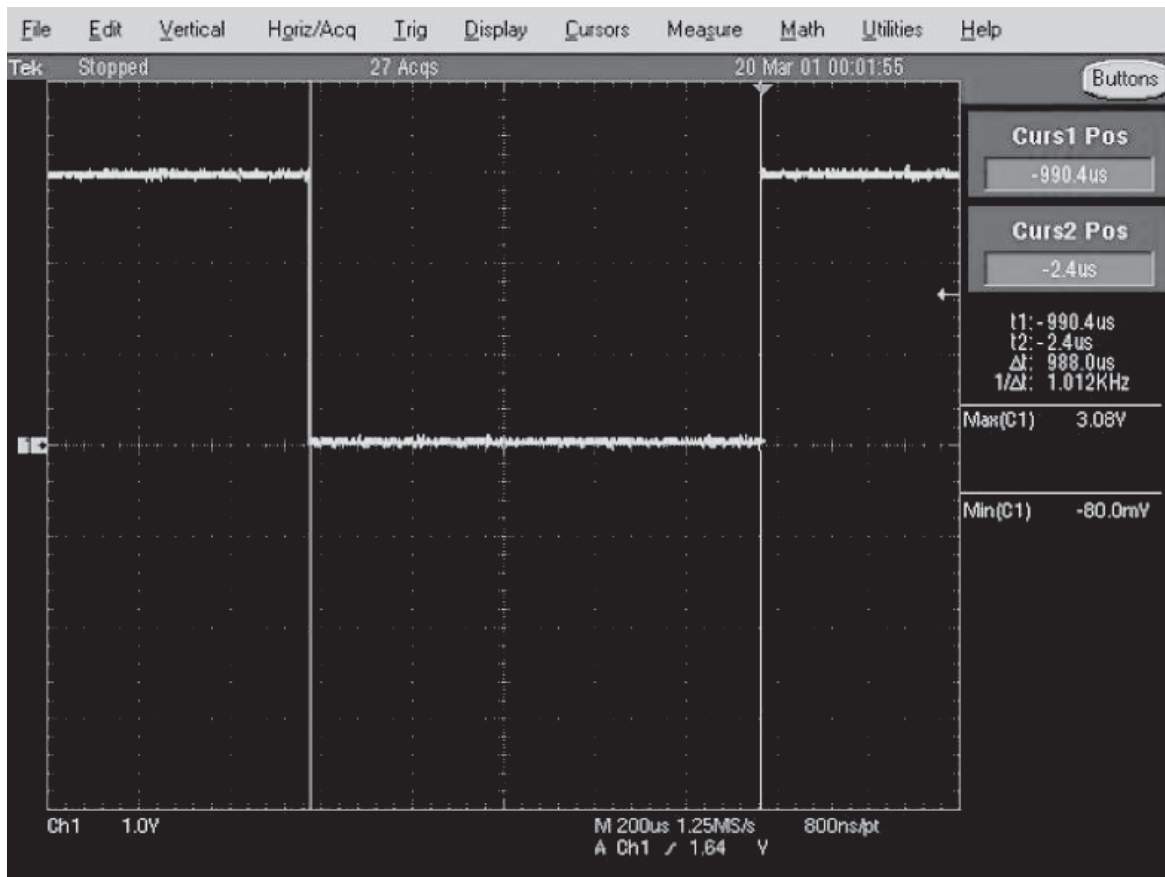 File Edit Vertical Horiz/Acq Trig Display Cursors Measure Math Utilities Help
Tek Stopped 27 Acqs 20 Mar 01 00:01:55
Buttons
Curs1 Pos
-990.4us
Curs2 Pos
-2.4us
t1: -990.4us
t2: -2.4us
Δt: 988.0us
1/Δt: 1.012KHz
Max(C1) 3.08V
1
Min(C1) -80.0mV
Ch1 1.0V M 200us 1.25MS/s 800ns/pt
A Ch1 / 1.64 V